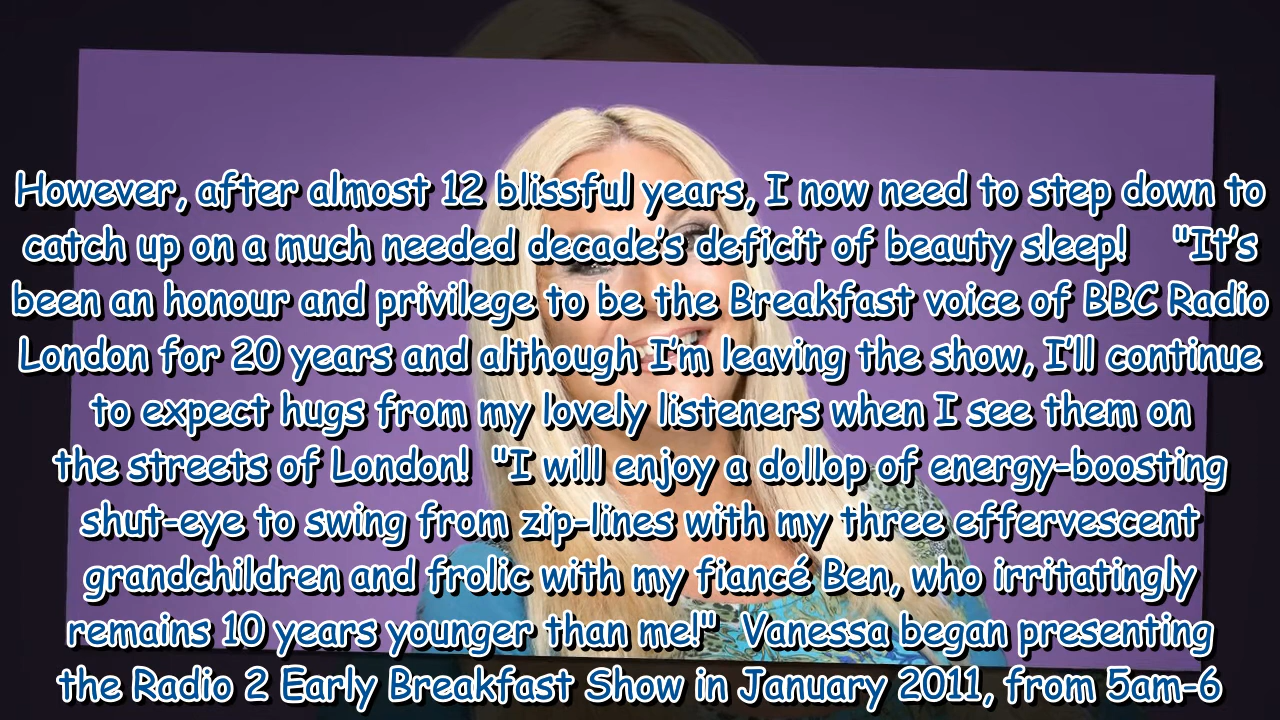 However, after almost 12 blissful years, I now need to step down to
catch up on a much needed decade's deficit of beauty sleep! "It's
been an honour and privilege to be the Breakfast voice of BBC Radio
London for 20 years and although I'm leaving the show, I'll continue
to expect hugs from my lovely listeners when I see them on
the streets of London! "I will enjoy a dollop of energy-boosting
shut-eye to swing from zip-lines with my three effervescent
grandchildren and frolic with my fiancé Ben, who irritatingly
remains 10 years younger than me!" Vanessa began presenting
the Radio 2 Early Breakfast Show in January 2011, from 5am-6